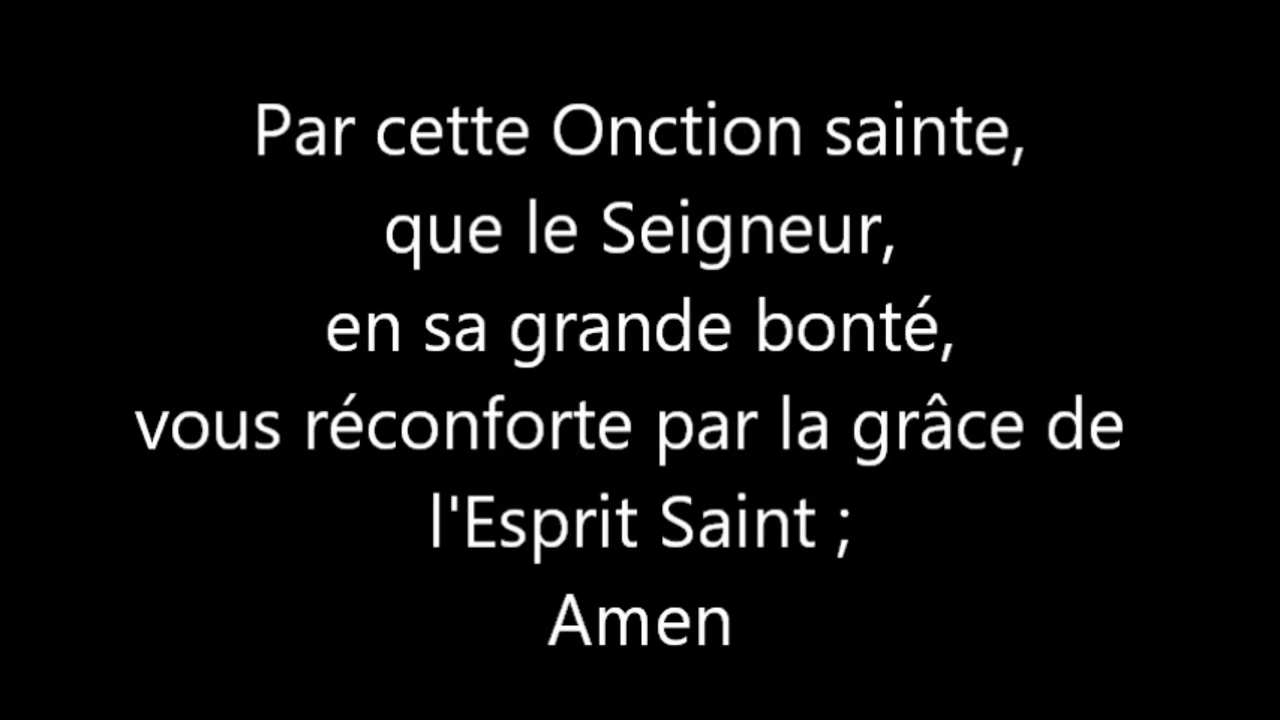 Par cette Onction sainte,
que le Seigneur,
en sa grande bonté,
vous réconforte par la grâce de
l'Esprit Saint ;
Amen